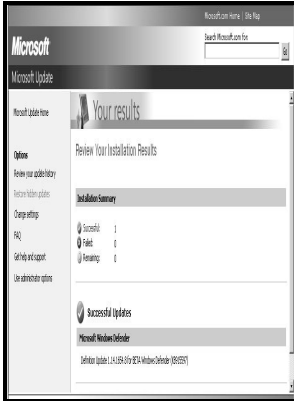 Microsoft.com Home | Site Map
Microsoft
Search Microsoft.com for:
Go
Microsoft Update
Microsoft Update Home
Options
Review your update history
Restore hidden updates
Change settings
FAQ
Get help and support
Use administrator options
Your results
Review Your Installation Results
Installation Summary
Successful: 1
Failed: 0
Remaining: 0
Successful Updates
Microsoft Windows Defender
Definition Update 1.14.1654.8 for BETA Windows Defender (KB915597)